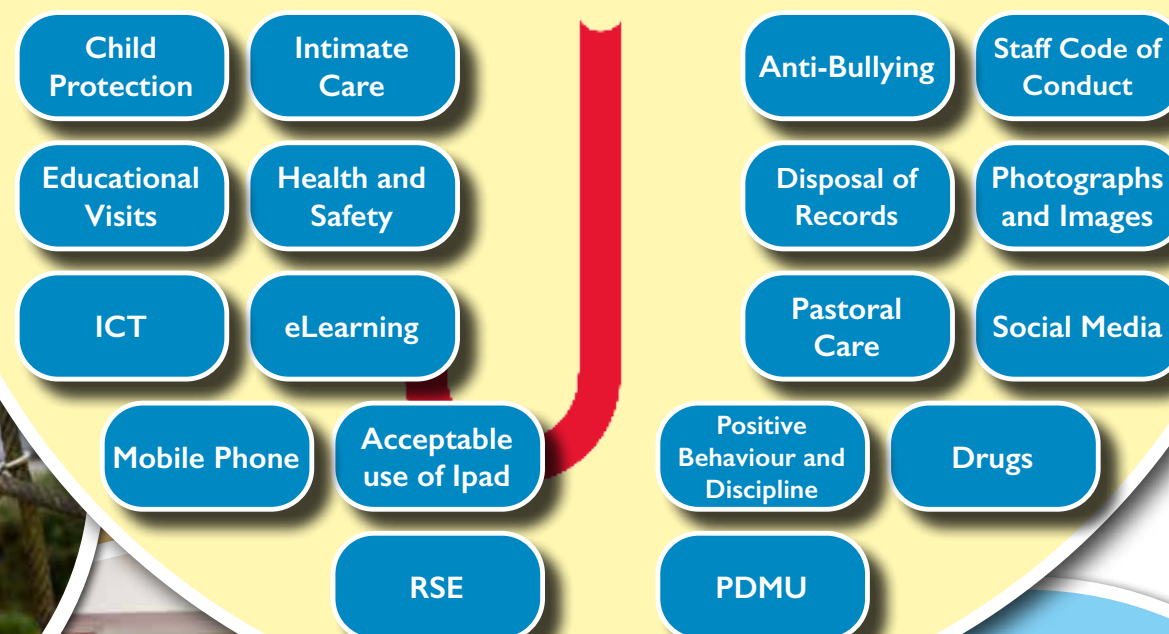 Child
Protection
Intimate
Care
Anti-Bullying
Staff Code of
Conduct
Educational
Visits
Health and
Safety
Disposal of
Records
Photographs
and Images
ICT
eLearning
Pastoral
Care
Social Media
Mobile Phone
Acceptable
use of Ipad
Positive
Behaviour and
Discipline
Drugs
RSE
PDMU